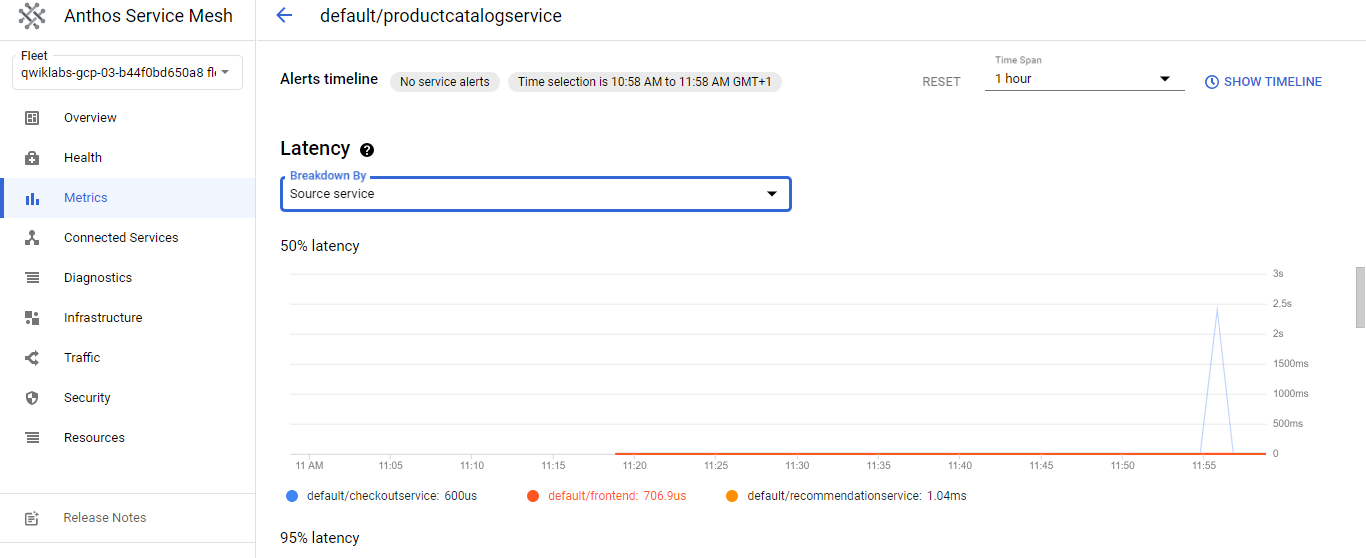 Anthos Service Mesh
default/productcatalogservice
Fleet
qwiklabs-gcp-03-b44f0bd650a8 fl
Overview
Health
Metrics
Connected Services
Diagnostics
Infrastructure
Traffic
Security
Resources
Release Notes
Alerts timeline No service alerts Time selection is 10:58 AM to 11:58 AM GMT+1
RESET
Time Span
1 hour
SHOW TIMELINE
Latency
Breakdown By
Source service
50% latency
3s
2.5s
2s
1500ms
1000ms
500ms
0
11 AM 11:05 11:10 11:15 11:20 11:25 11:30 11:35 11:40 11:45 11:50 11:55
default/checkoutservice: 600us default/frontend: 706.9us default/recommendationservice: 1.04ms
95% latency